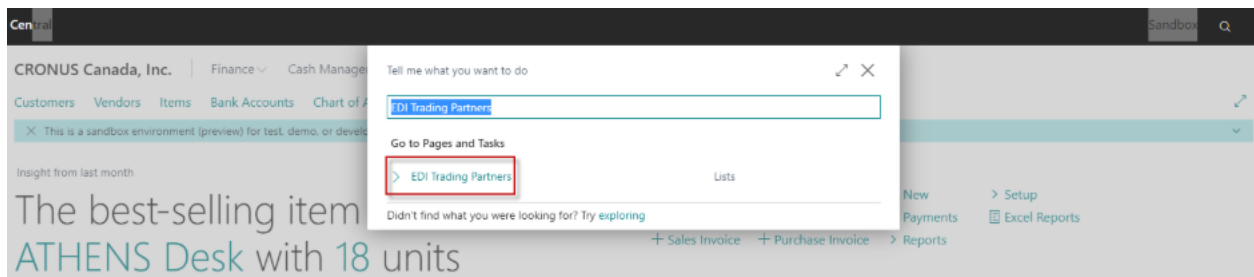 Central
Sandbox
CRONUS Canada, Inc. Finance Cash Manage
Customers Vendors Items Bank Accounts Chart of A
This is a sandbox environment (preview) for test, demo, or develo
Tell me what you want to do
EDI Trading Partners
Go to Pages and Tasks
EDI Trading Partners Lists
Didn't find what you were looking for? Try exploring
Insight from last month
The best-selling item
ATHENS Desk with 18 units
New > Setup
Payments Excel Reports
+ Sales Invoice + Purchase Invoice > Reports